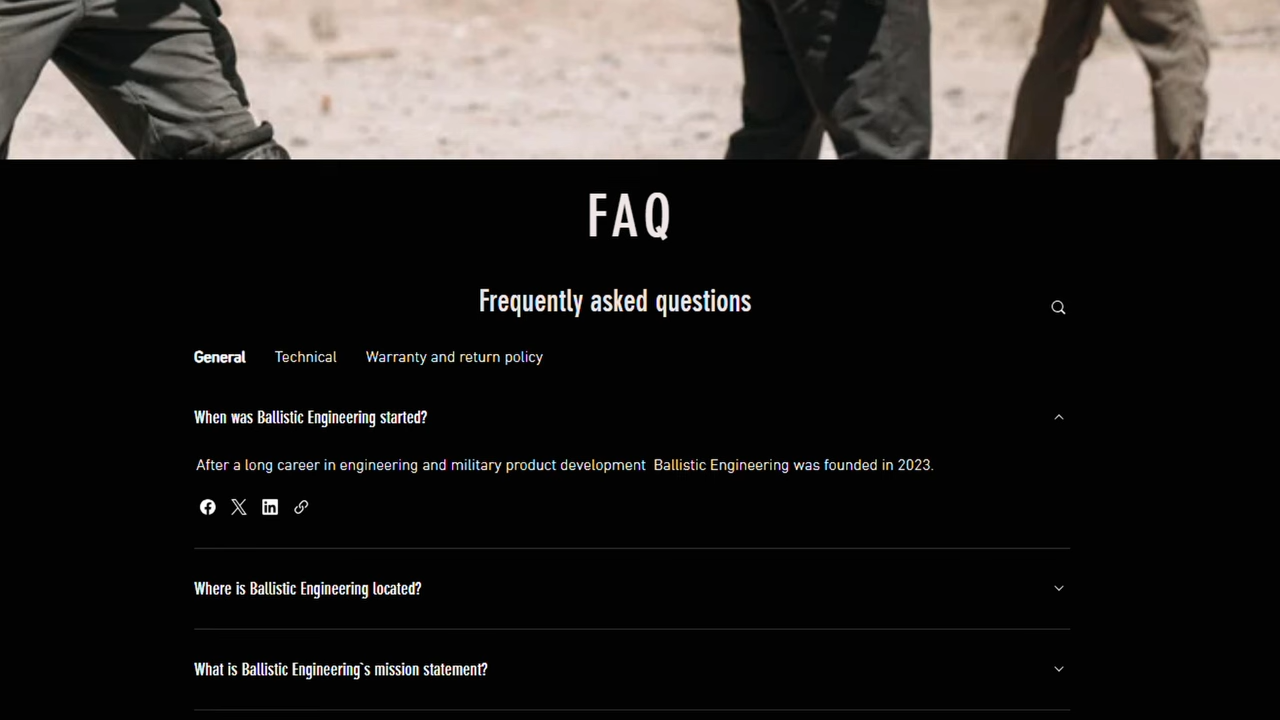 FAQ
Frequently asked questions
General Technical Warranty and return policy
When was Ballistic Engineering started?
After a long career in engineering and military product development Ballistic Engineering was founded in 2023.
Where is Ballistic Engineering located?
What is Ballistic Engineering`s mission statement?